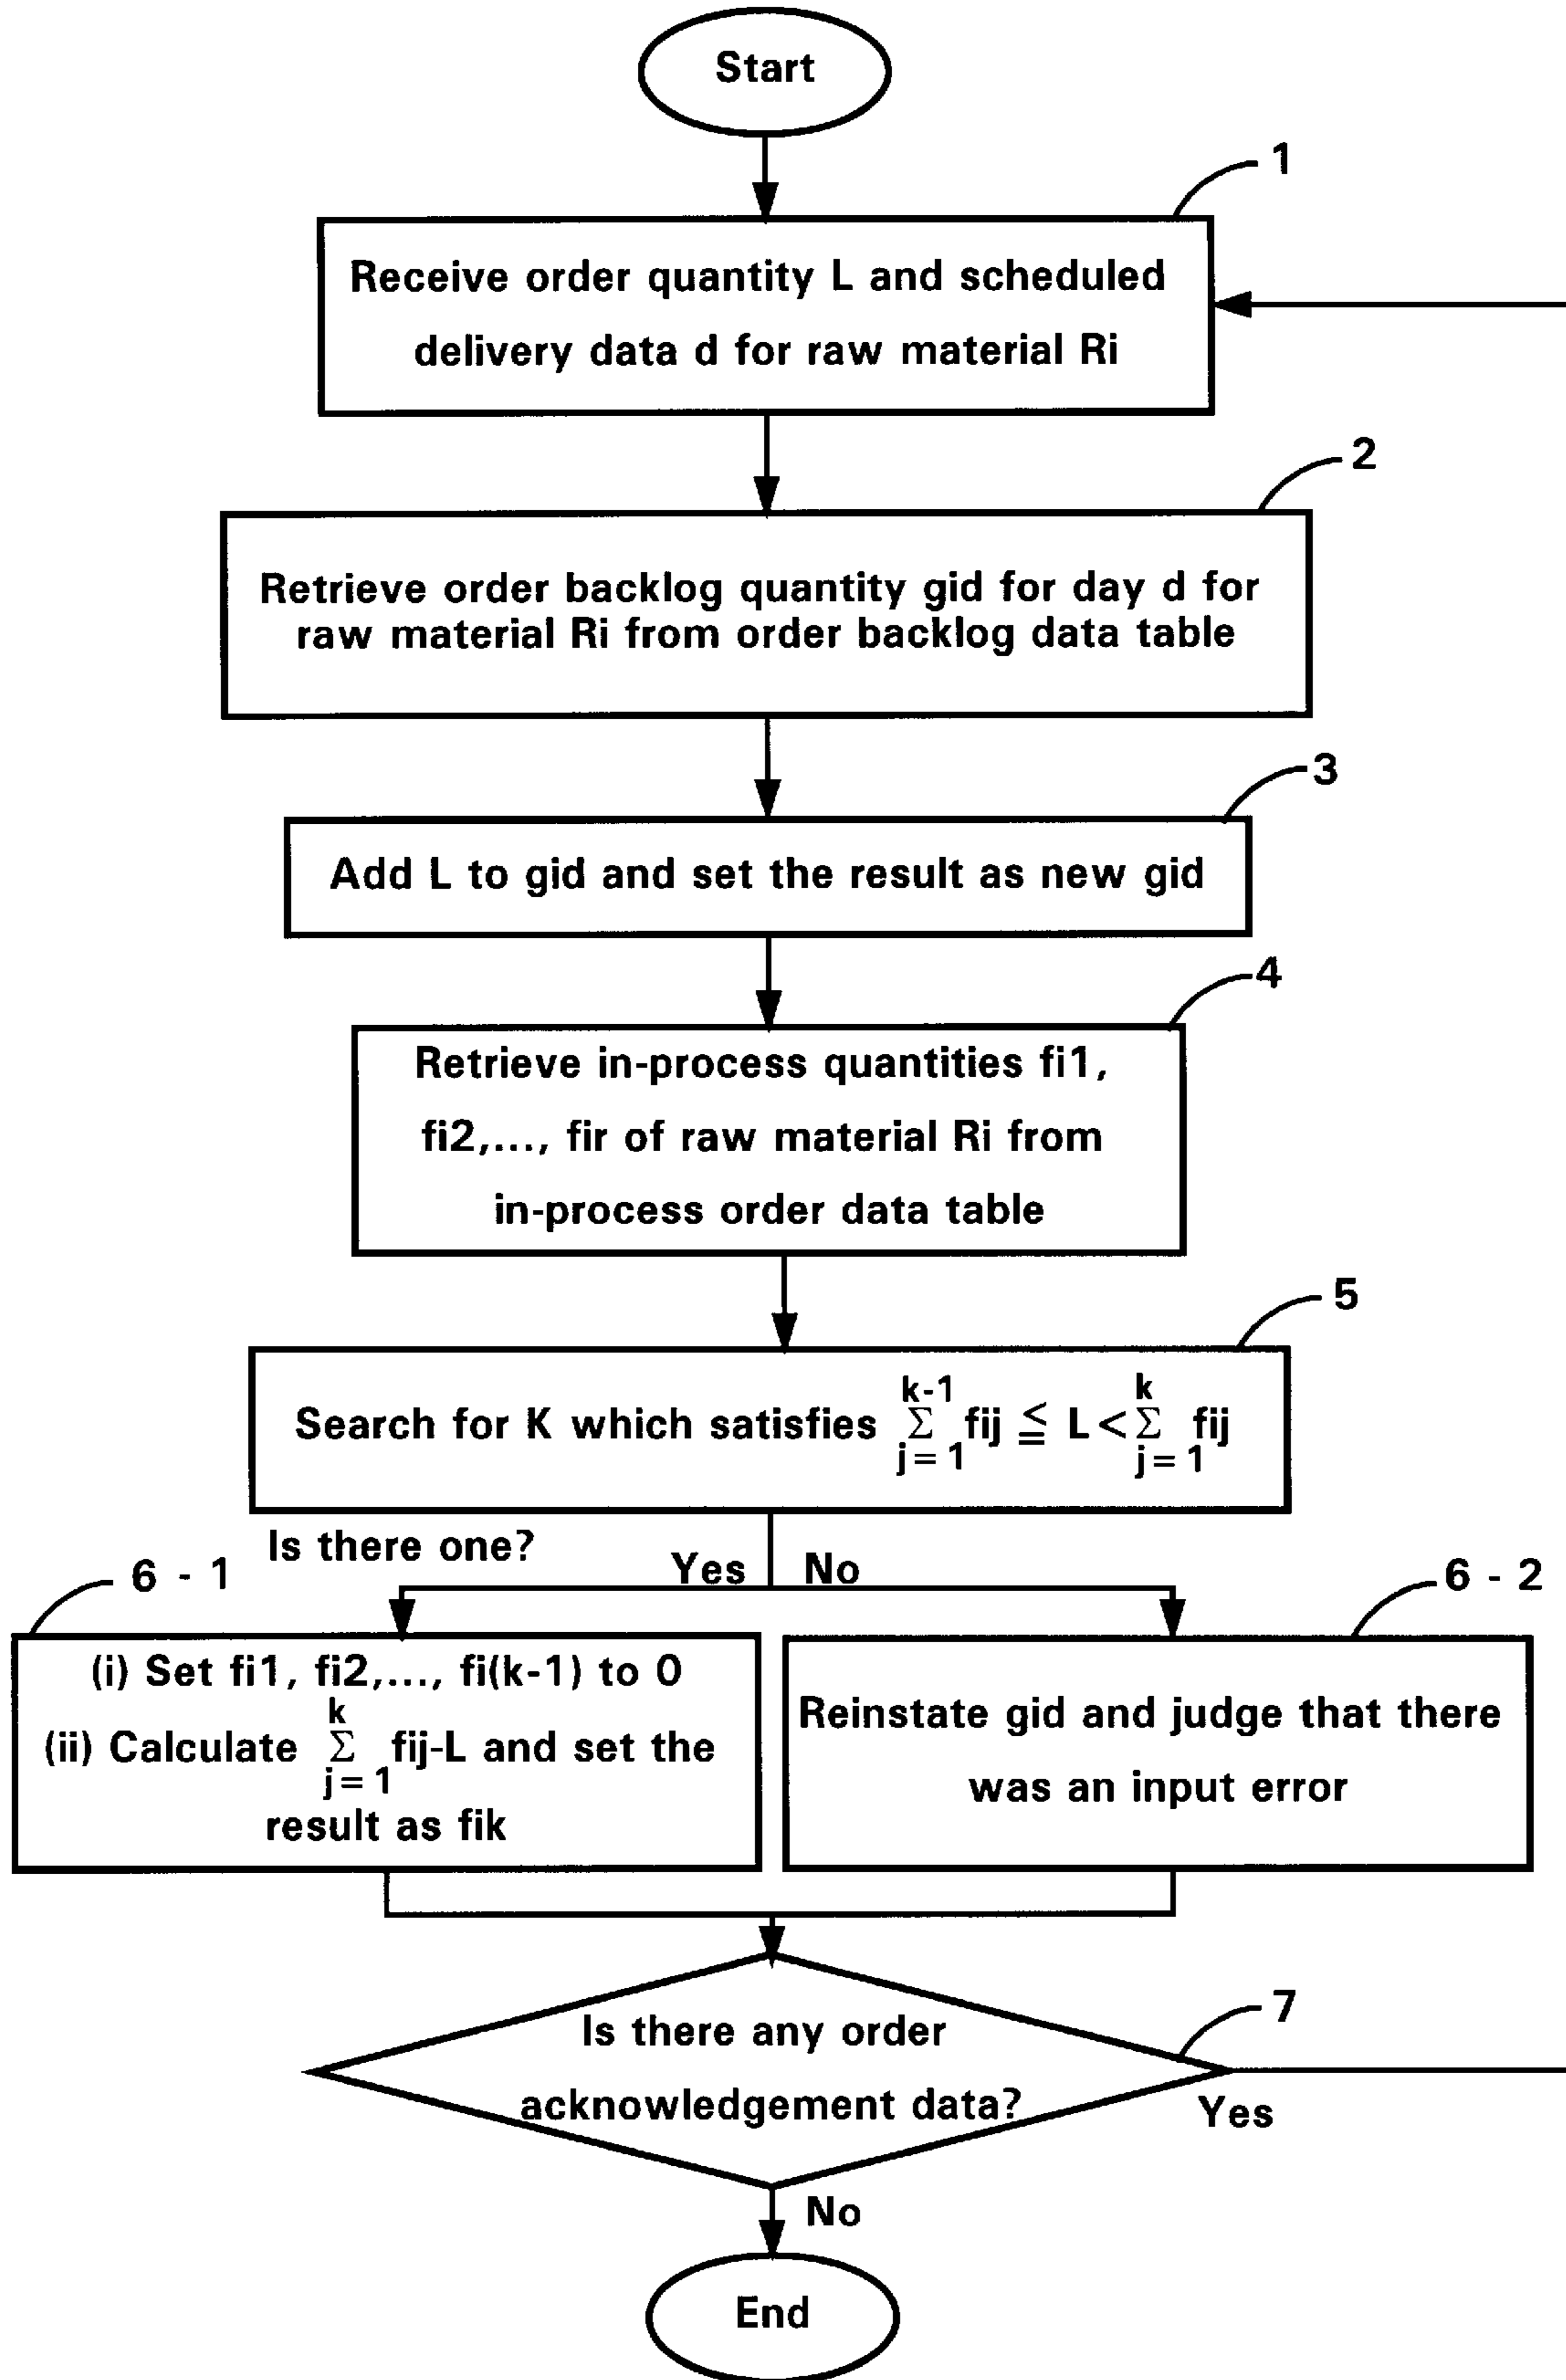 Start
1
Receive order quantity L and scheduled
delivery data d for raw material Ri
2
Retrieve order backlog quantity gid for day d for
raw material Ri from order backlog data table
3
Add L to gid and set the result as new gid
4
Retrieve in-process quantities fi1,
fi2,..., fir of raw material Ri from
in-process order data table
5
k-1 k
Search for K which satisfies Σ fij ≦ L < Σ fij
j = 1 j = 1
Is there one?
Yes No
6 - 1
6 - 2
(i) Set fi1, fi2,..., fi(k-1) to 0
k
(ii) Calculate Σ fij-L and set the
j = 1
result as fik
Reinstate gid and judge that there
was an input error
7
Is there any order
acknowledgement data?
Yes
No
End